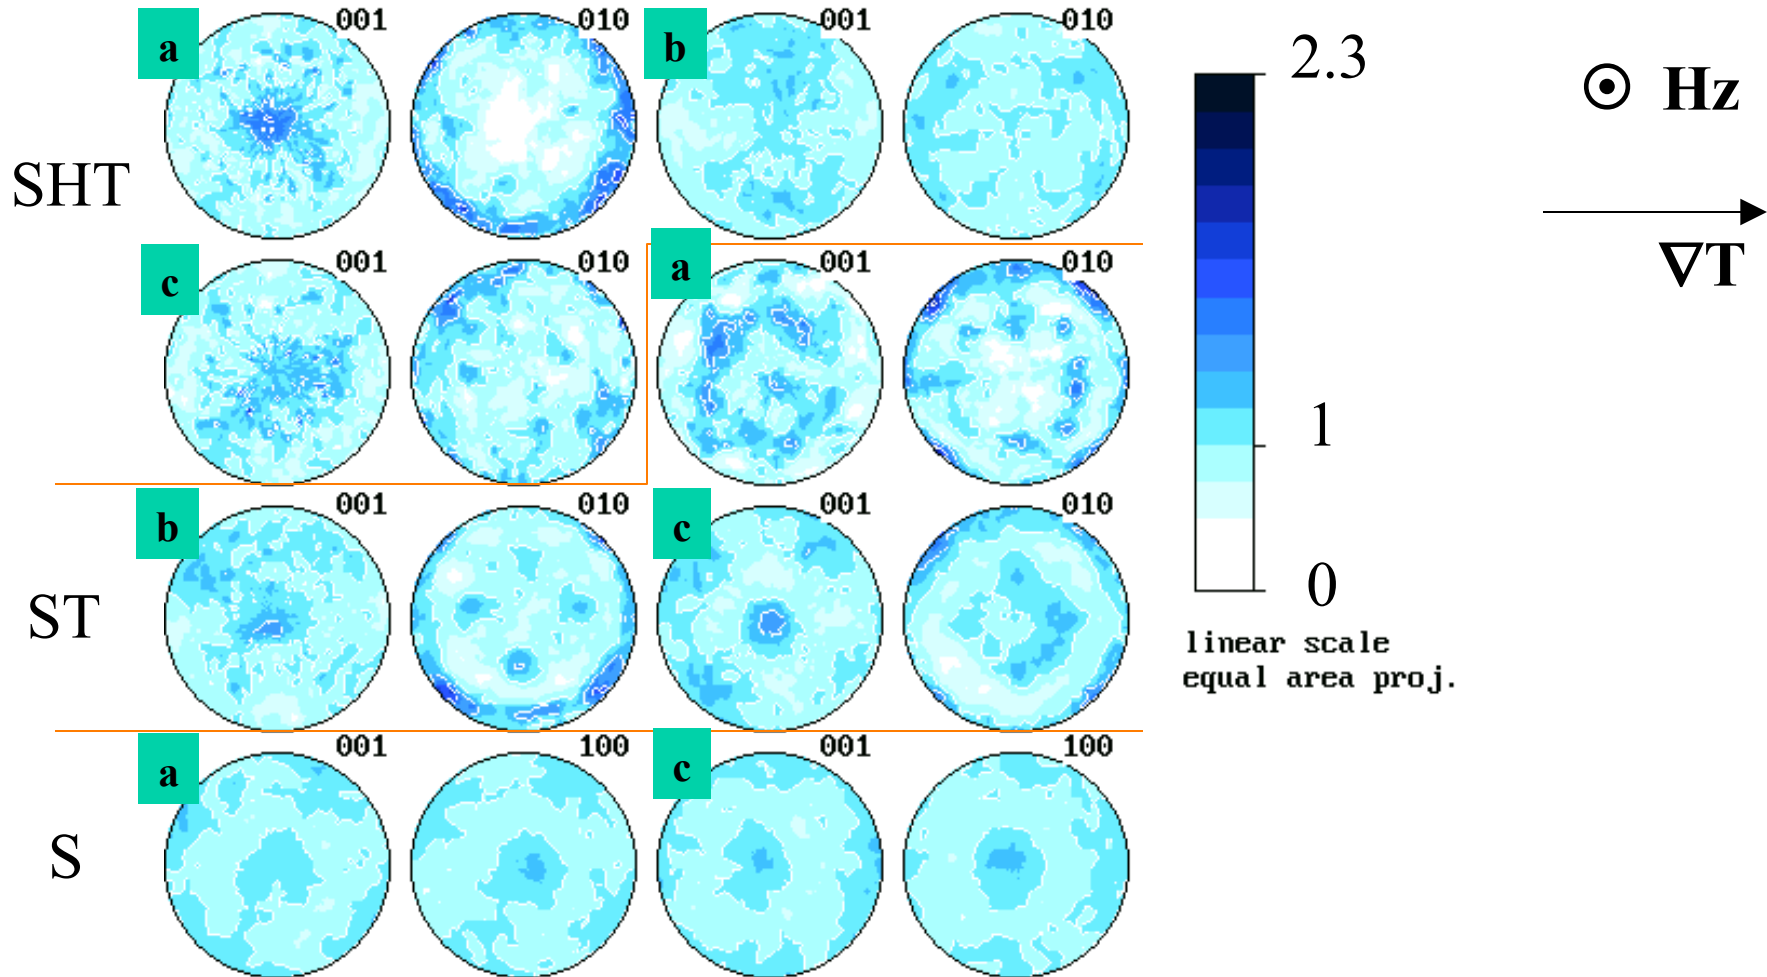 a 001 010 b 001 010
SHT
c 001 010 a 001 010
b 001 010 c 001 010
ST
a 001 100 c 001 100
S
2.3
1
0
linear scale
equal area proj.
Hz
∇T